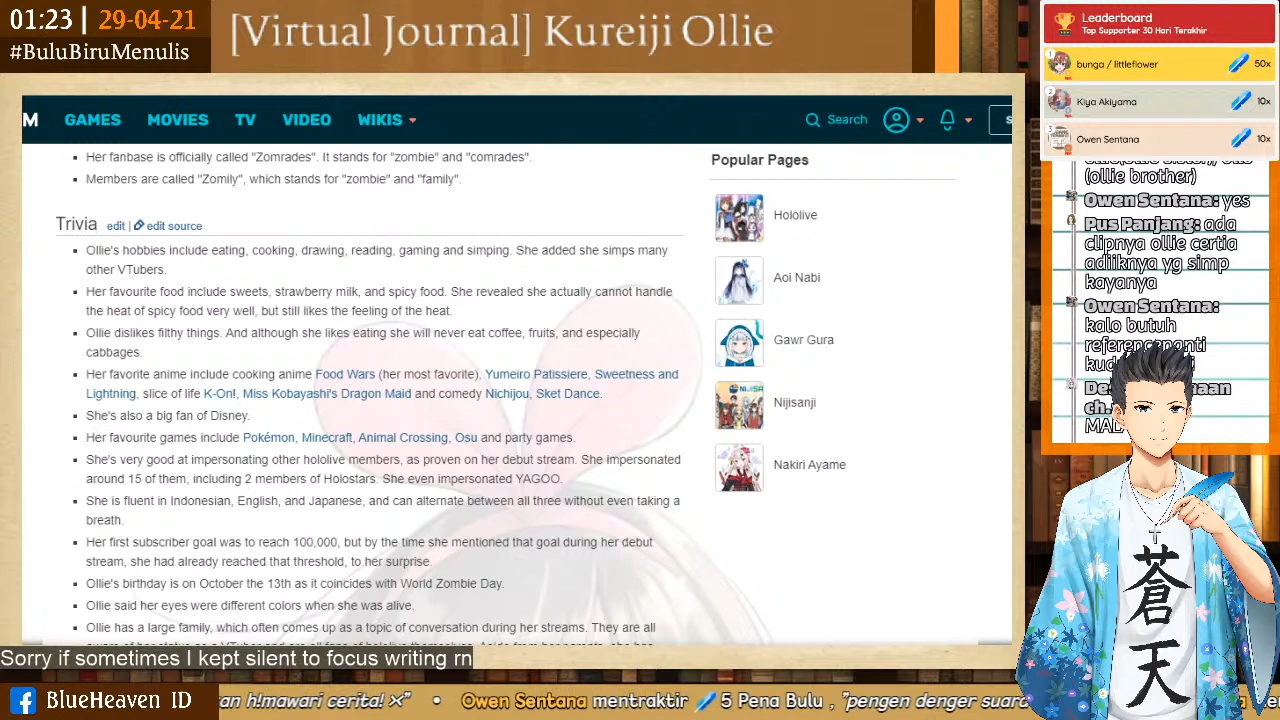 01:23 | 29-04-21
#BuluBiruMenulis
[Virtual Journal] Kureiji Ollie
Leaderboard
Top Supporter 30 Hari Terakhir
1 bunga / littleflower 50x
2 Kiya Akiyama 10x
3 Owen Sentana 10x
M GAMES MOVIES TV VIDEO WIKIS Search S
Her fanbase is officially called "Zomrades". It stands for "zombie" and "comrades".
Members are called "Zomily", which stands for "zombie" and "family".
Trivia edit | edit source
Ollie's hobbies include eating, cooking, drawing, reading, gaming and simping. She added she simps many
other VTubers.
Her favourite food include sweets, strawberry milk, and spicy food. She revealed she actually cannot handle
the heat of spicy food very well, but still likes the feeling of the heat.
Ollie dislikes filthy things. And although she likes eating she will never eat coffee, fruits, and especially
cabbages.
Her favorite anime include cooking anime Food Wars (her most favorite), Yumeiro Patissiere, Sweetness and
Lightning, slice of life K-On!, Miss Kobayashi's Dragon Maid and comedy Nichijou, Sket Dance.
She's also a big fan of Disney.
Her favourite games include Pokémon, Minecraft, Animal Crossing, Osu and party games.
She's very good at impersonating other hololive members, as proven on her debut stream. She impersonated
around 15 of them, including 2 members of Holostars. She even impersonated YAGOO.
She is fluent in Indonesian, English, and Japanese, and can alternate between all three without even taking a
breath.
Her first subscriber goal was to reach 100,000, but by the time she mentioned that goal during her debut
stream, she had already reached that threshold, to her surprise.
Ollie's birthday is on October the 13th as it coincides with World Zombie Day.
Ollie said her eyes were different colors when she was alive.
Ollie has a large family, which often comes up as a topic of conversation during her streams. They are all
Popular Pages
Hololive
Aoi Nabi
Gawr Gura
Nijisanji
Nakiri Ayame
(ollie brother)
Owen Sentana: yes
Pus Panjang: ada
clipnya ollie certia
adiiknya yg simp
kayanya
Owen Sentana:
kalo butuh
蒼天
Sorry if sometimes I kept silent to focus writing rn
BlueHeaven ID
an h!mawari cerita! ×" • Owen Sentana mentraktir 5 Pena Bulu , "pengen denger suara